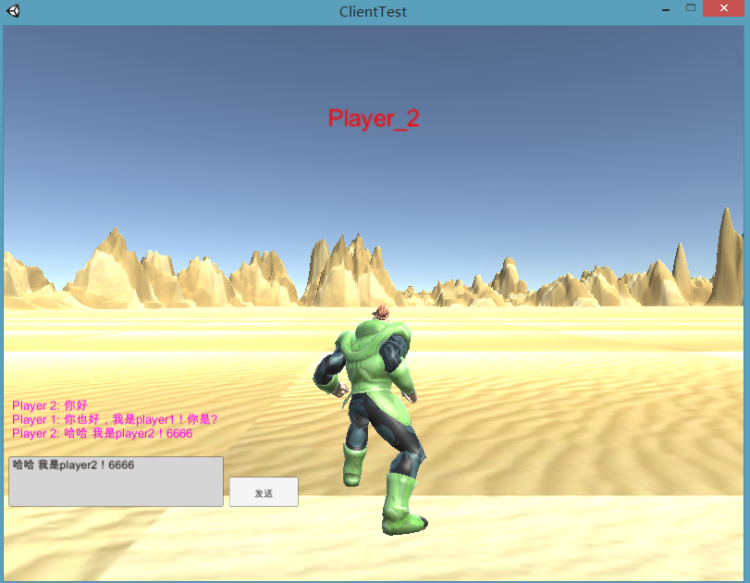 ClientTest
Player_2
Player 2: 你好
Player 1: 你也好，我是player1！你是?
Player 2: 哈哈 我是player2！6666
哈哈 我是player2！6666
发送